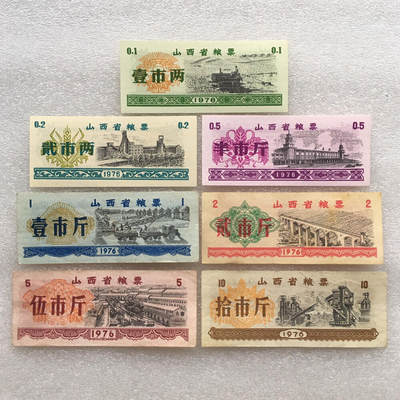 0.1 山西省粮票 0.1
壹市两
1976
0.2 山西省粮票 0.2
贰市两
1976
0.5 山西省粮票 0.5
半市斤
1976
1 山西省粮票 1
壹市斤
1976
2 山西省粮票 2
贰市斤
1976
5 山西省粮票 5
伍市斤
1976
10 山西省粮票 10
拾市斤
1976